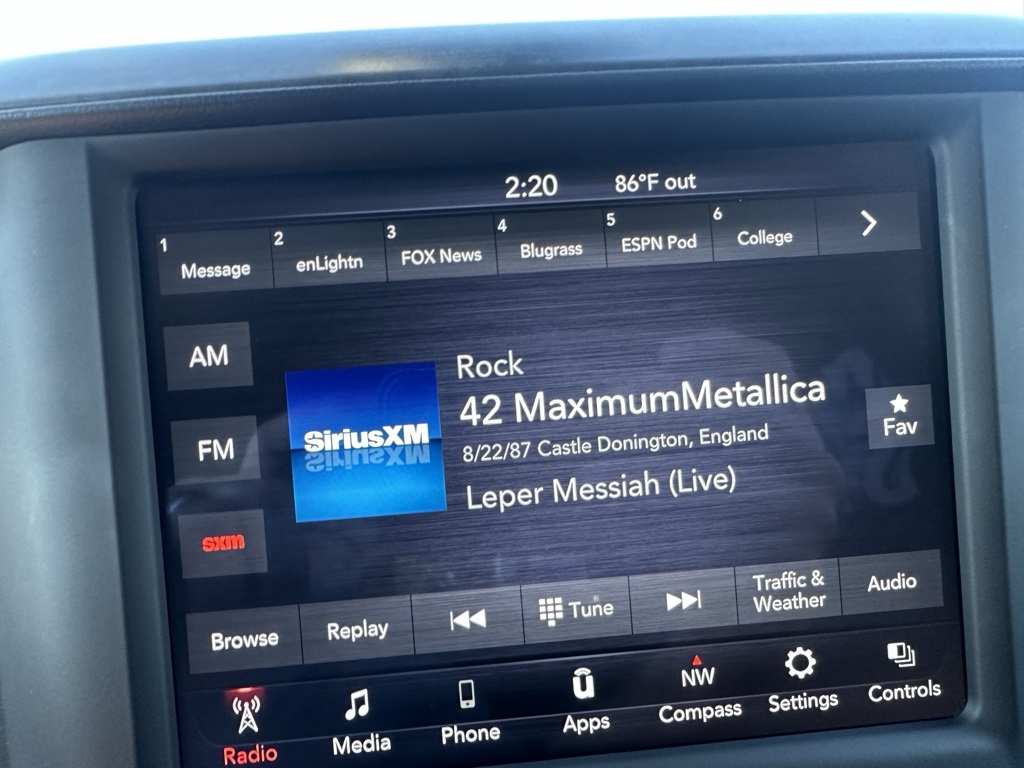 2:20 86°F out
1 Message 2 enLightn 3 FOX News 4 Blugrass 5 ESPN Pod 6 College
AM
FM
sxm
SiriusXM
Rock
42 MaximumMetallica
8/22/87 Castle Donington, England
Leper Messiah (Live)
Fav
Browse Replay Tune Traffic & Weather Audio
NW
Radio Media Phone Apps Compass Settings Controls